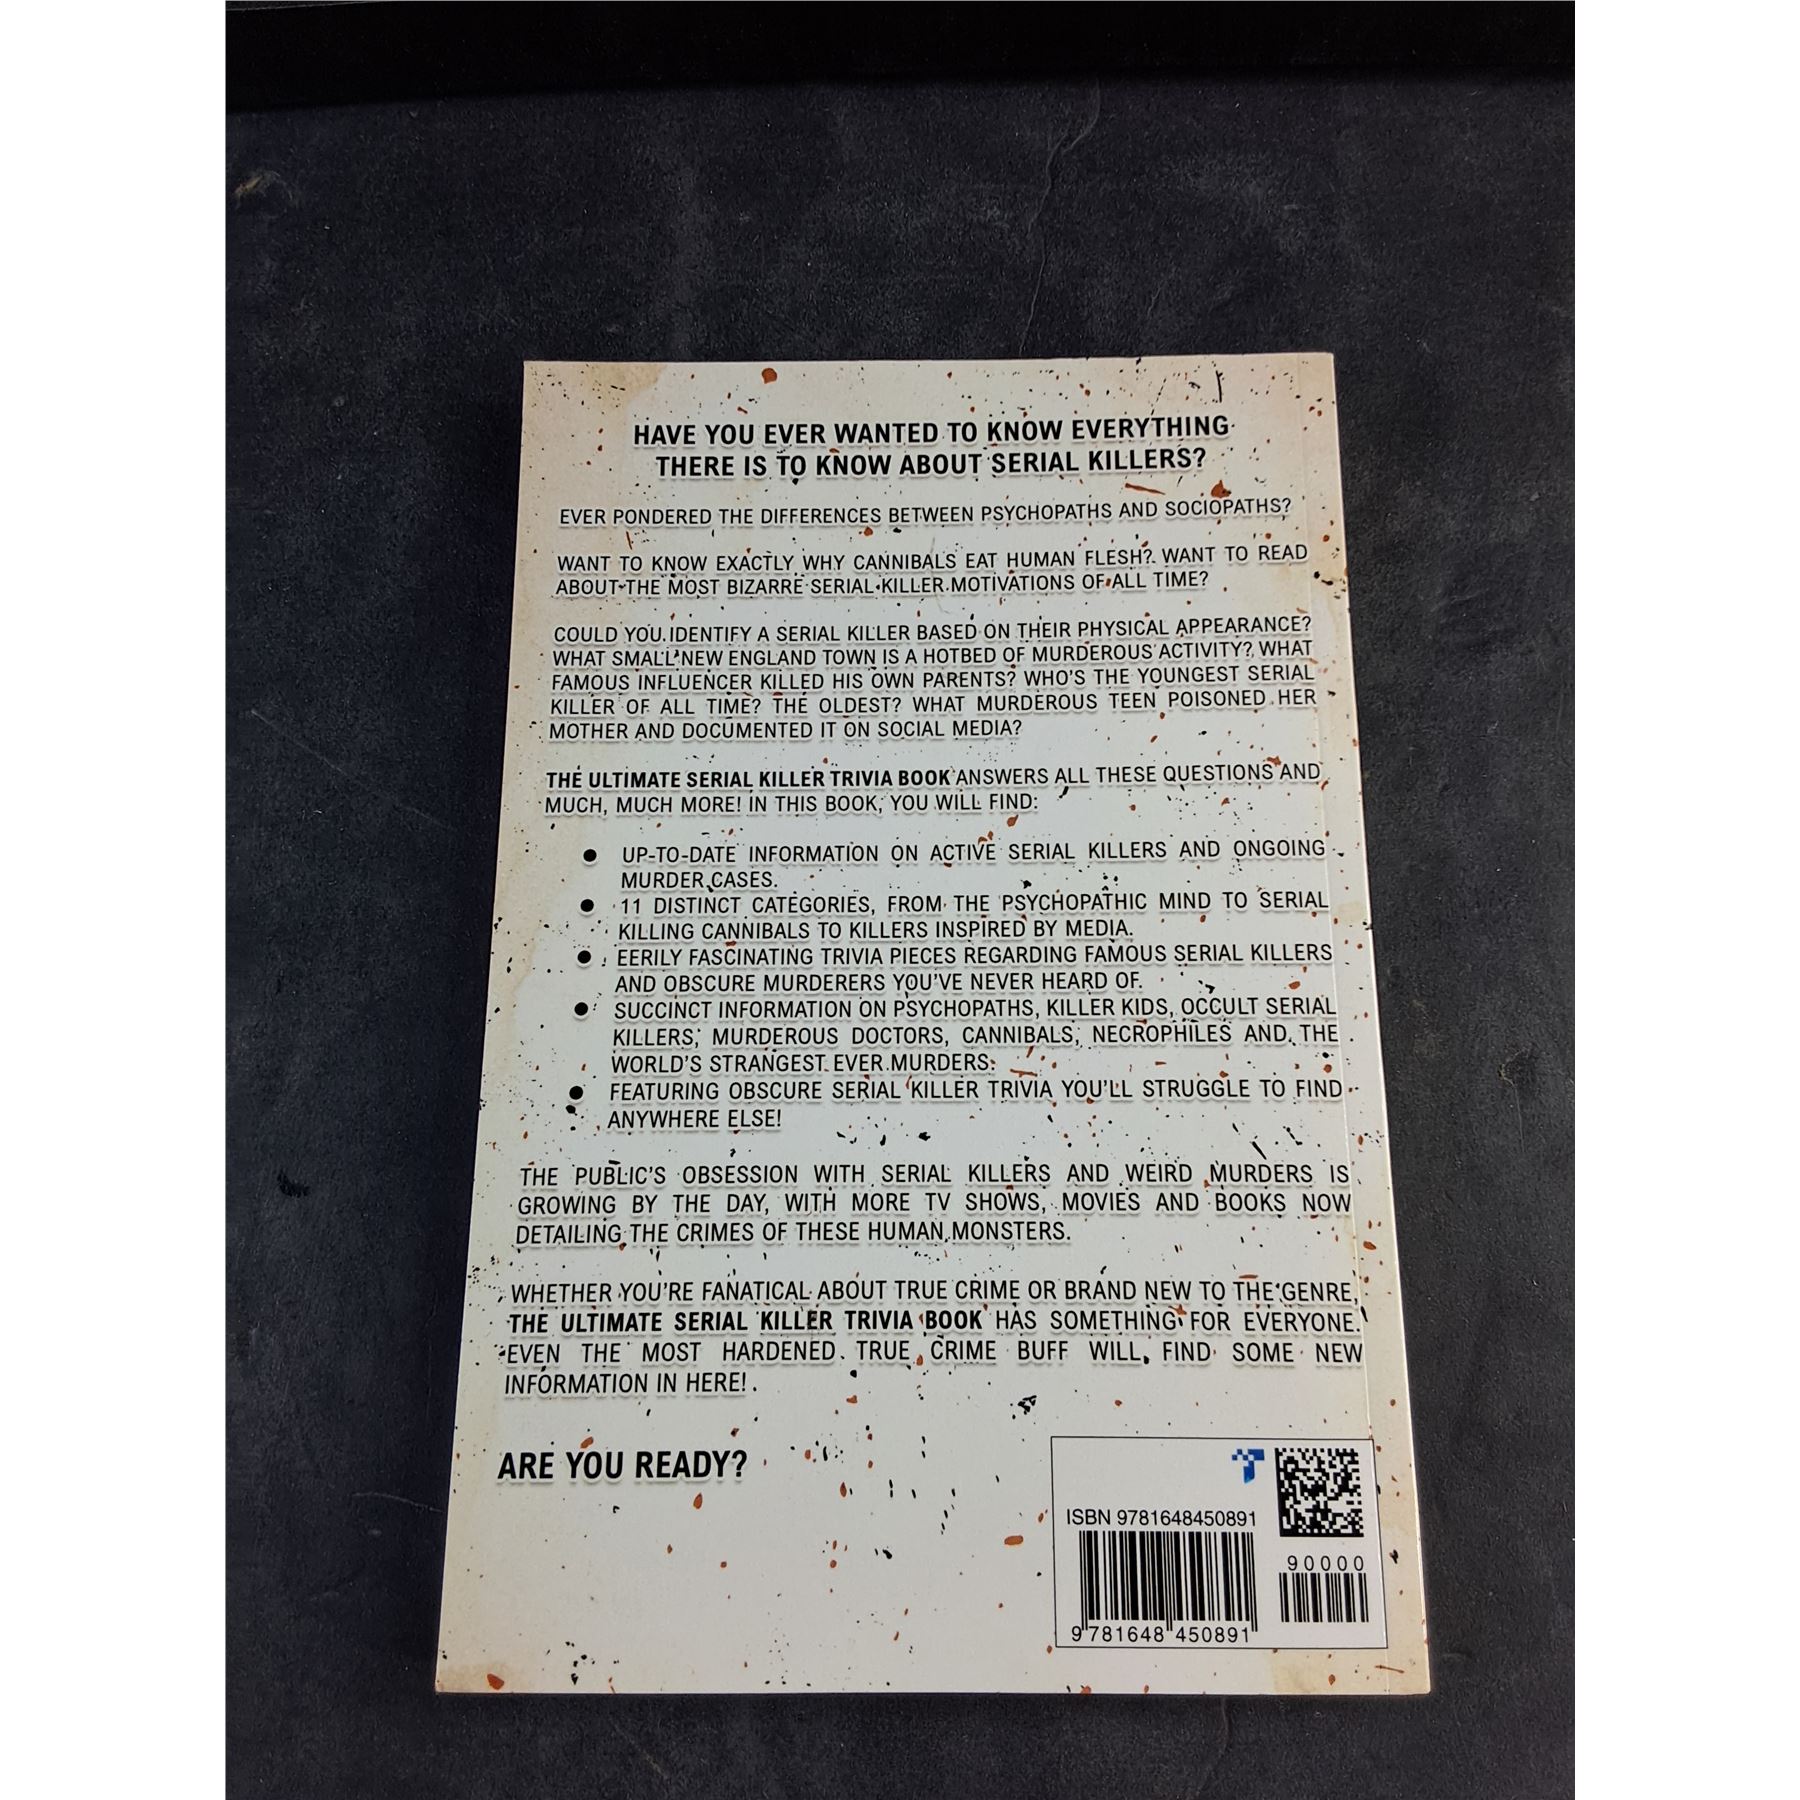 HAVE YOU EVER WANTED TO KNOW EVERYTHING
THERE IS TO KNOW ABOUT SERIAL KILLERS?
EVER PONDERED THE DIFFERENCES BETWEEN PSYCHOPATHS AND SOCIOPATHS?
WANT TO KNOW EXACTLY WHY CANNIBALS EAT HUMAN FLESH? WANT TO READ
ABOUT THE MOST BIZARRE SERIAL KILLER MOTIVATIONS OF ALL TIME?
COULD YOU IDENTIFY A SERIAL KILLER BASED ON THEIR PHYSICAL APPEARANCE?
WHAT SMALL NEW ENGLAND TOWN IS A HOTBED OF MURDEROUS ACTIVITY? WHAT
FAMOUS INFLUENCER KILLED HIS OWN PARENTS? WHO'S THE YOUNGEST SERIAL
KILLER OF ALL TIME? THE OLDEST? WHAT MURDEROUS TEEN POISONED HER
MOTHER AND DOCUMENTED IT ON SOCIAL MEDIA?
THE ULTIMATE SERIAL KILLER TRIVIA BOOK ANSWERS ALL THESE QUESTIONS AND
MUCH, MUCH MORE! IN THIS BOOK, YOU WILL FIND:
● UP-TO-DATE INFORMATION ON ACTIVE SERIAL KILLERS AND ONGOING
MURDER CASES.
● 11 DISTINCT CATEGORIES, FROM THE PSYCHOPATHIC MIND TO SERIAL
KILLING CANNIBALS TO KILLERS INSPIRED BY MEDIA.
● EERILY FASCINATING TRIVIA PIECES REGARDING FAMOUS SERIAL KILLERS
AND OBSCURE MURDERERS YOU'VE NEVER HEARD OF.
● SUCCINCT INFORMATION ON PSYCHOPATHS, KILLER KIDS, OCCULT SERIAL
KILLERS, MURDEROUS DOCTORS, CANNIBALS, NECROPHILES AND THE
WORLD'S STRANGEST EVER MURDERS.
● FEATURING OBSCURE SERIAL KILLER TRIVIA YOU'LL STRUGGLE TO FIND
ANYWHERE ELSE!
THE PUBLIC'S OBSESSION WITH SERIAL KILLERS AND WEIRD MURDERS IS
GROWING BY THE DAY, WITH MORE TV SHOWS, MOVIES AND BOOKS NOW
DETAILING THE CRIMES OF THESE HUMAN MONSTERS.
WHETHER YOU'RE FANATICAL ABOUT TRUE CRIME OR BRAND NEW TO THE GENRE,
THE ULTIMATE SERIAL KILLER TRIVIA BOOK HAS SOMETHING FOR EVERYONE.
EVEN THE MOST HARDENED TRUE CRIME BUFF WILL FIND SOME NEW
INFORMATION IN HERE!
ARE YOU READY?
ISBN 9781648450891
90000
9 781648 450891